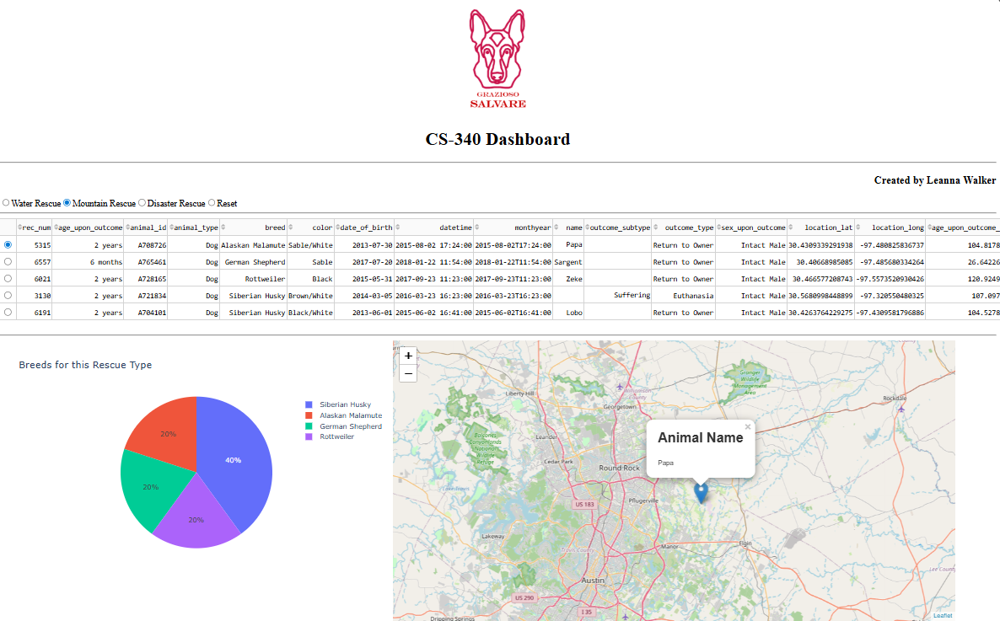 GRAZIOSO
SALVARE
CS-340 Dashboard
Created by Leanna Walker
Water Rescue Mountain Rescue Disaster Rescue Reset
rec_num age_upon_outcome animal_id animal_type breed color date_of_birth datetime monthyear name outcome_subtype outcome_type sex_upon_outcome location_lat location_long age_upon_outcome_
5315 2 years A708726 Dog Alaskan Malamute Sable/White 2013-07-30 2015-08-02 17:24:00 2015-08-02T17:24:00 Papa Return to Owner Intact Male 30.4309339291938 -97.480825836737 104.8178
6557 6 months A765461 Dog German Shepherd Sable 2017-07-20 2018-01-22 11:54:00 2018-01-22T11:54:00 Sargent Return to Owner Intact Male 30.40668985085 -97.485680334264 26.64226
6021 2 years A728165 Dog Rottweiler Black 2015-05-31 2017-09-23 11:23:00 2017-09-23T11:23:00 Zeke Return to Owner Intact Male 30.466577208743 -97.5573520930426 120.9249
3130 2 years A721834 Dog Siberian Husky Brown/White 2014-03-05 2016-03-23 16:23:00 2016-03-23T16:23:00 Suffering Euthanasia Intact Male 30.5680998448899 -97.320550480325 107.097
6191 2 years A704101 Dog Siberian Husky Black/White 2013-06-01 2015-06-02 16:41:00 2015-06-02T16:41:00 Lobo Return to Owner Intact Male 30.4263764229275 -97.4309581796886 104.5278
Breeds for this Rescue Type
Siberian Husky
Alaskan Malamute
German Shepherd
Rottweiler
20%
40%
20%
20%
+
−
Granger
Wildlife
Management
Area
Liberty Hill
Williamson
County
Georgetown
Rockdale
Leander
Balcones
Canyonlands
National
Wildlife
Refuge
Animal Name
×
Papa
Cedar Park
Round Rock
Lake Travis
US 183
Pflugerville
Lakeway
Travis County
Manor
Elgin
Lee County
Austin
US 290
I 35
Dripping Springs
Leaflet